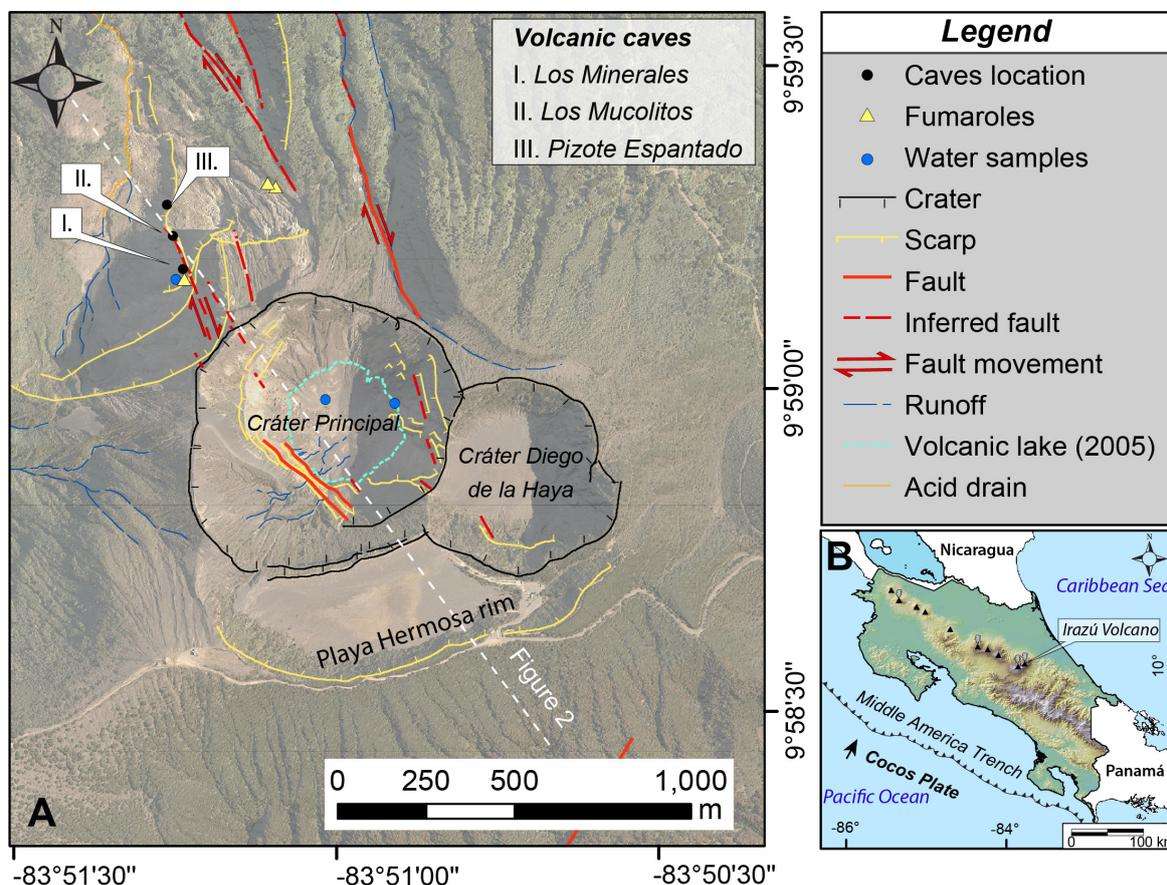 N
Volcanic caves
I. Los Minerales
II. Los Mucolitos
III. Pizote Espantado
III.
II.
I.
Cráter Principal
Cráter Diego
de la Haya
Playa Hermosa rim
Figure 2
0 250 500 1,000
m
A
-83°51'30"
-83°51'00"
-83°50'30"
9°59'30"
9°59'00"
9°58'30"
Legend
Caves location
Fumaroles
Water samples
Crater
Scarp
Fault
Inferred fault
Fault movement
Runoff
Volcanic lake (2005)
Acid drain
B
Nicaragua
N
Caribbean Sea
Irazú Volcano
10°
Middle America Trench
Cocos Plate
Panamá
Pacific Ocean
-86°
-84°
0 100 km